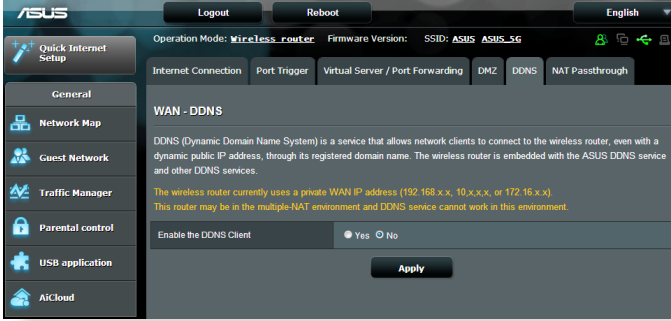 ASUS
Logout
Reboot
English
Quick Internet
Setup
Operation Mode: Wireless router Firmware Version: SSID: ASUS ASUS_5G
Internet Connection
Port Trigger
Virtual Server / Port Forwarding
DMZ
DDNS
NAT Passthrough
General
Network Map
Guest Network
Traffic Manager
Parental control
USB application
AiCloud
WAN - DDNS
DDNS (Dynamic Domain Name System) is a service that allows network clients to connect to the wireless router, even with a
dynamic public IP address, through its registered domain name. The wireless router is embedded with the ASUS DDNS service
and other DDNS services.
The wireless router currently uses a private WAN IP address (192.168.x.x, 10,x,x,x, or 172.16.x.x).
This router may be in the multiple-NAT environment and DDNS service cannot work in this environment.
Enable the DDNS Client
Yes
No
Apply